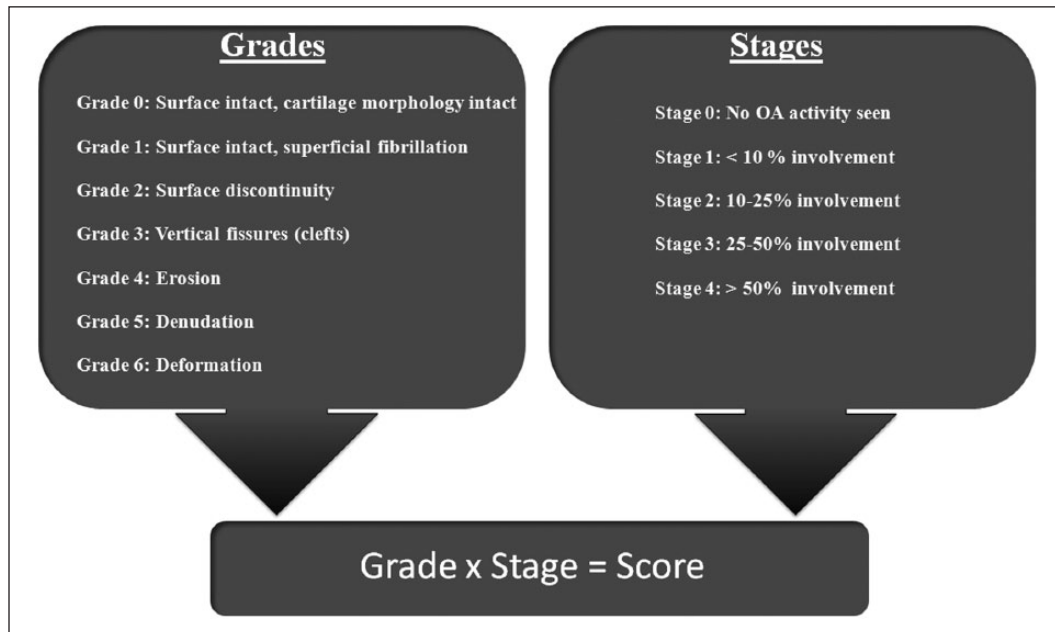 Grades
Grade 0: Surface intact, cartilage morphology intact
Grade 1: Surface intact, superficial fibrillation
Grade 2: Surface discontinuity
Grade 3: Vertical fissures (clefts)
Grade 4: Erosion
Grade 5: Denudation
Grade 6: Deformation
Stages
Stage 0: No OA activity seen
Stage 1: < 10 % involvement
Stage 2: 10-25% involvement
Stage 3: 25-50% involvement
Stage 4: > 50% involvement
Grade x Stage = Score